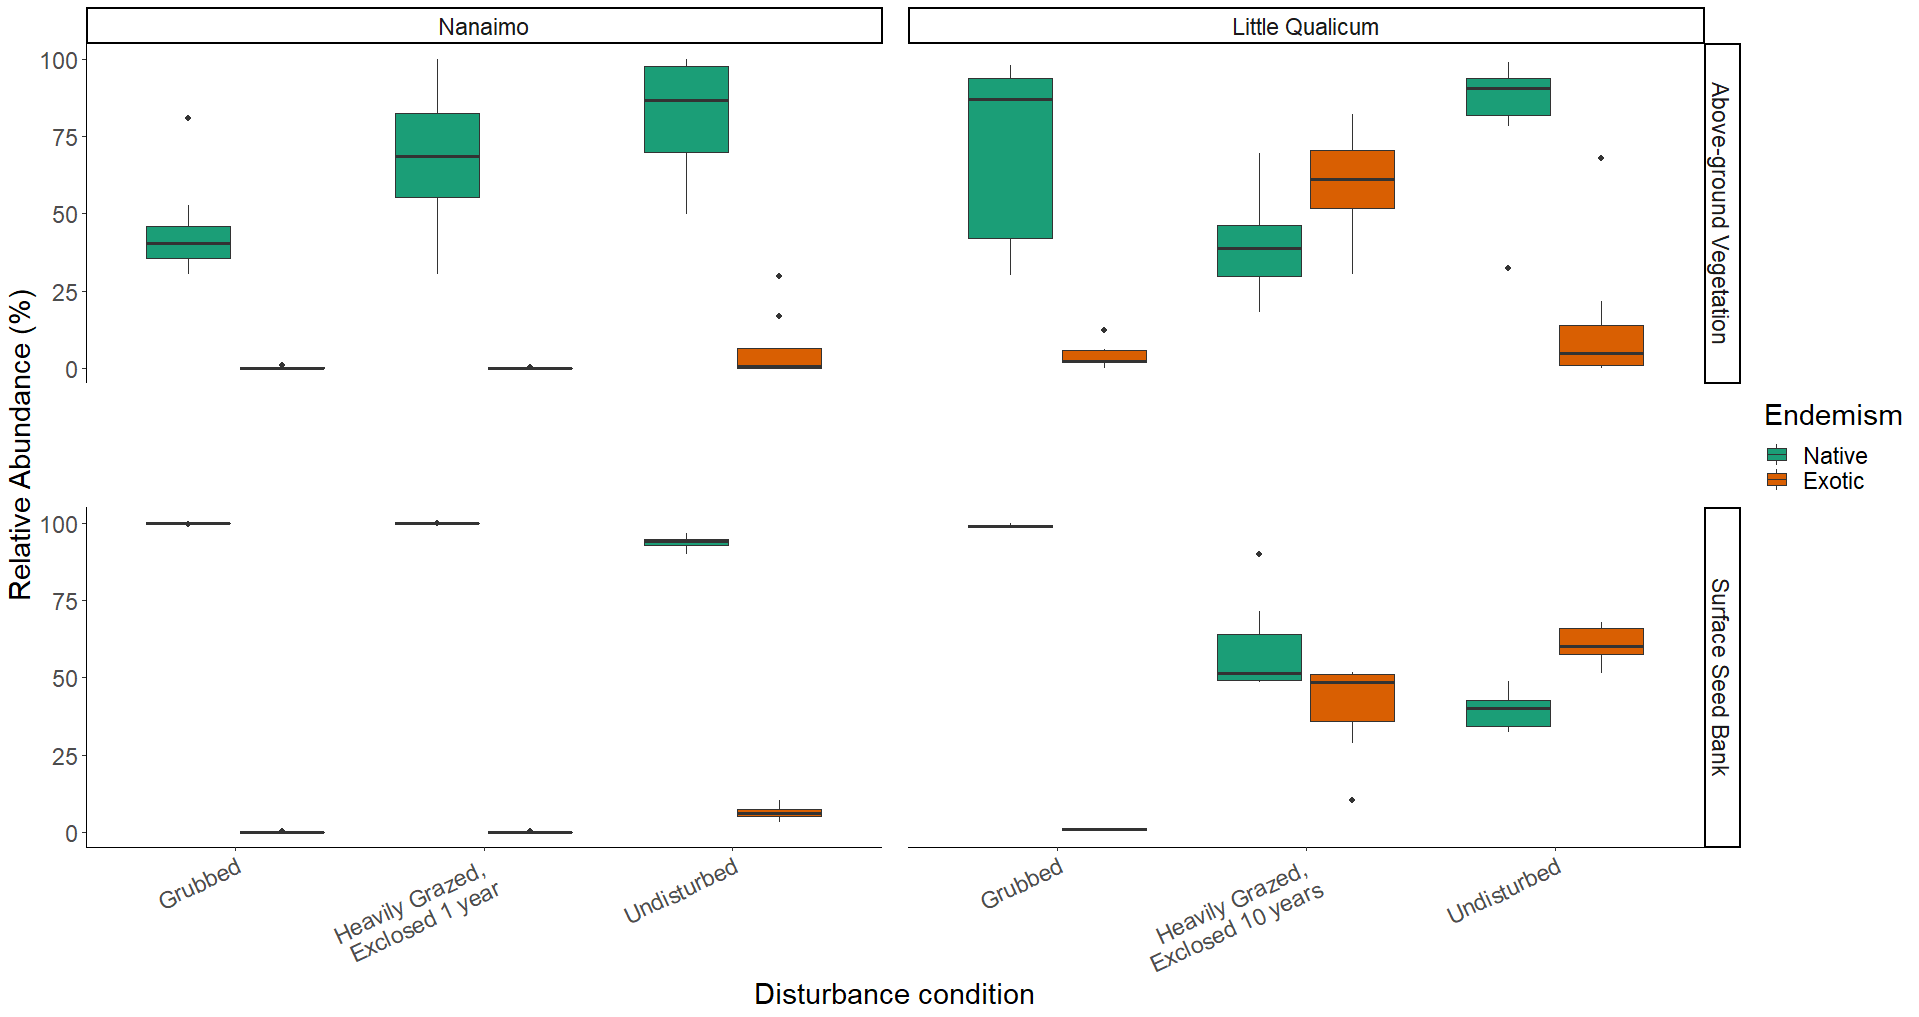 Nanaimo
Little Qualicum
100
75
50
25
0
Above-ground Vegetation
Relative Abundance (%)
Endemism
Native
Exotic
100
75
50
25
0
Surface Seed Bank
Grubbed
Heavily Grazed,
Exclosed 1 year
Undisturbed
Grubbed
Heavily Grazed,
Exclosed 10 years
Undisturbed
Disturbance condition